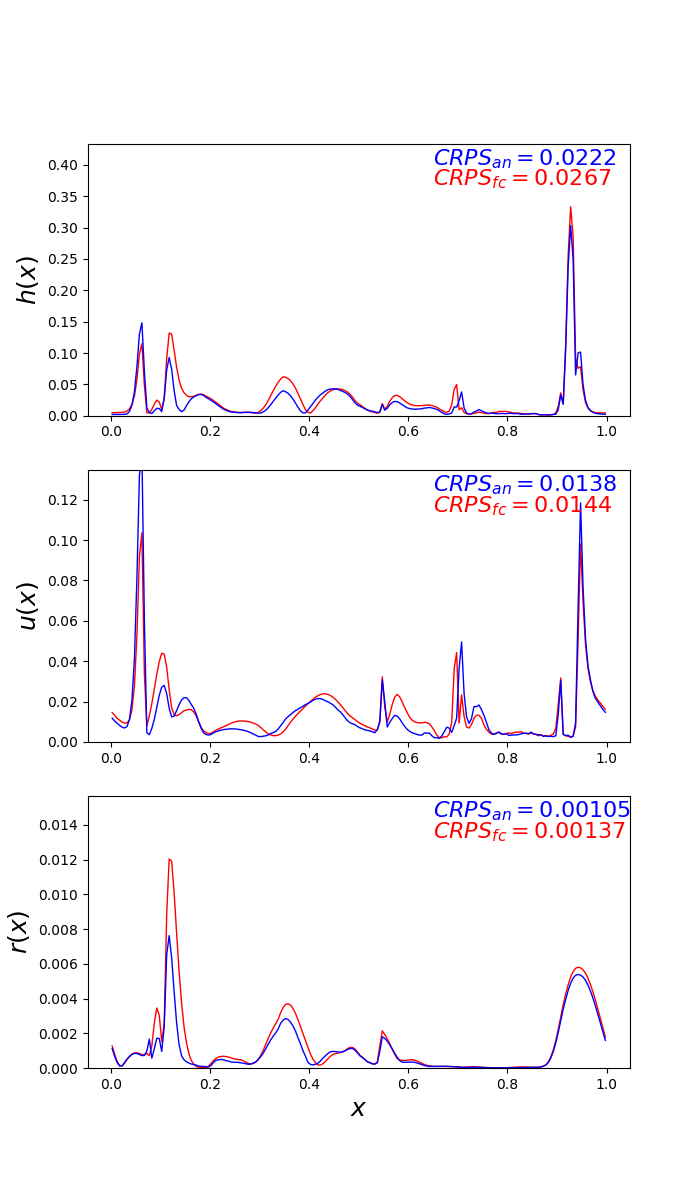 CRPS_an = 0.0222
CRPS_fc = 0.0267
0.40
0.35
0.30
0.25
0.20
0.15
0.10
0.05
0.00
h(x)
0.0 0.2 0.4 0.6 0.8 1.0
CRPS_an = 0.0138
CRPS_fc = 0.0144
0.12
0.10
0.08
0.06
0.04
0.02
0.00
u(x)
0.0 0.2 0.4 0.6 0.8 1.0
CRPS_an = 0.00105
CRPS_fc = 0.00137
0.014
0.012
0.010
0.008
0.006
0.004
0.002
0.000
r(x)
0.0 0.2 0.4 0.6 0.8 1.0
x